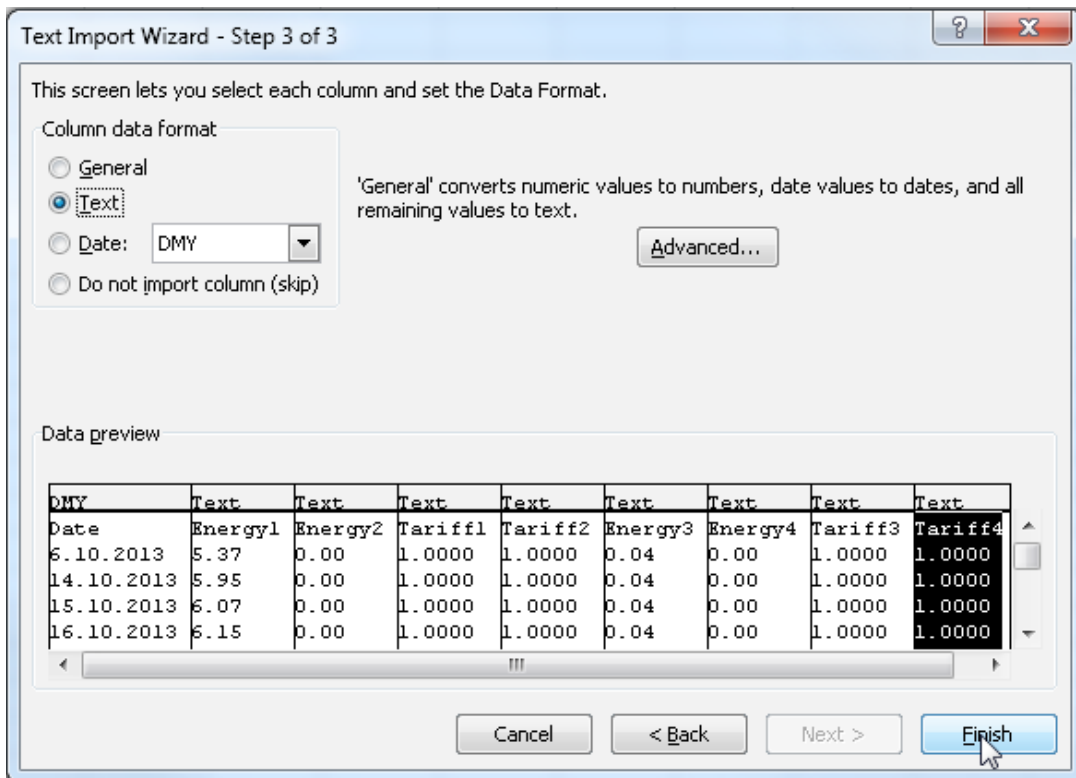 Text Import Wizard - Step 3 of 3
This screen lets you select each column and set the Data Format.
Column data format
General
Text
Date: DMY
Do not import column (skip)
'General' converts numeric values to numbers, date values to dates, and all
remaining values to text.
Advanced...
Data preview
DMY Text Text Text Text Text Text Text Text
Date Energy1 Energy2 Tariff1 Tariff2 Energy3 Energy4 Tariff3 Tariff4
6.10.2013 5.37 0.00 1.0000 1.0000 0.04 0.00 1.0000 1.0000
14.10.2013 5.95 0.00 1.0000 1.0000 0.04 0.00 1.0000 1.0000
15.10.2013 6.07 0.00 1.0000 1.0000 0.04 0.00 1.0000 1.0000
16.10.2013 6.15 0.00 1.0000 1.0000 0.04 0.00 1.0000 1.0000
Cancel < Back Next > Finish